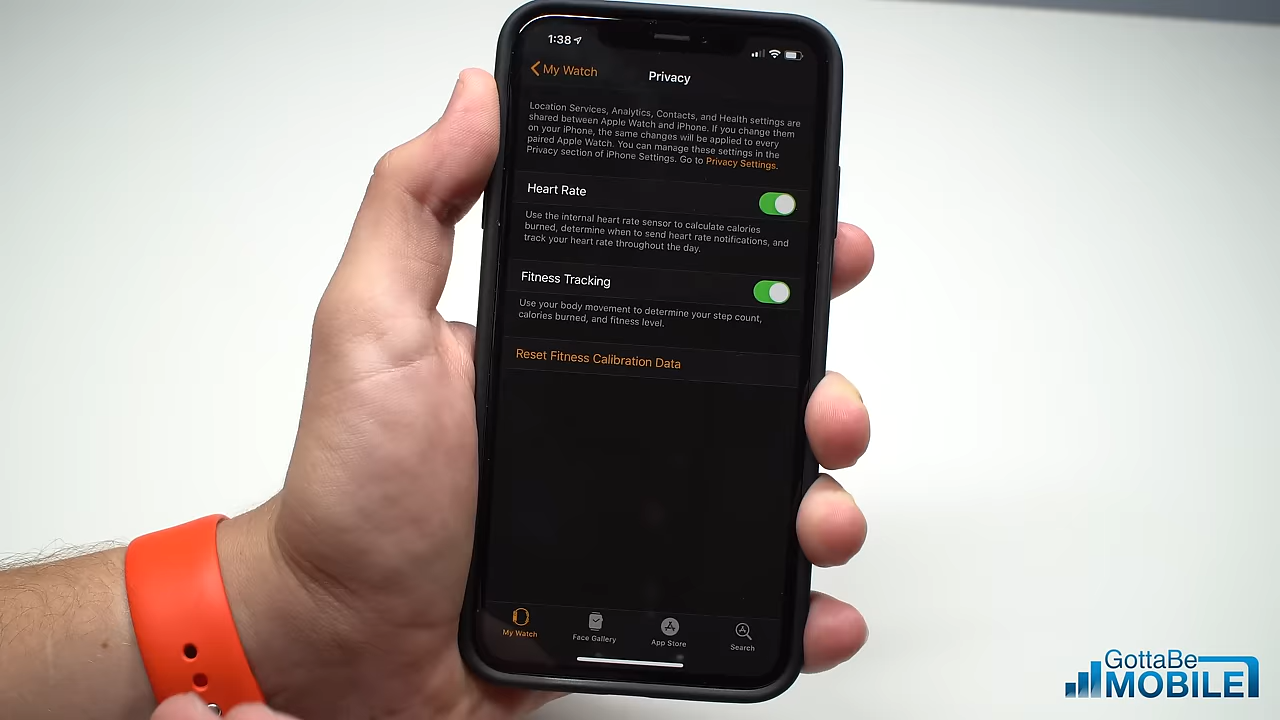 1:38
My Watch
Privacy
Location Services, Analytics, Contacts, and Health settings are
shared between Apple Watch and iPhone. If you change them
on your iPhone, the same changes will be applied to every
paired Apple Watch. You can manage these settings in the
Privacy section of iPhone Settings. Go to Privacy Settings.
Heart Rate
Use the internal heart rate sensor to calculate calories
burned, determine when to send heart rate notifications, and
track your heart rate throughout the day.
Fitness Tracking
Use your body movement to determine your step count,
calories burned, and fitness level.
Reset Fitness Calibration Data
My Watch
Face Gallery
App Store
Search
GottaBe
MOBILE